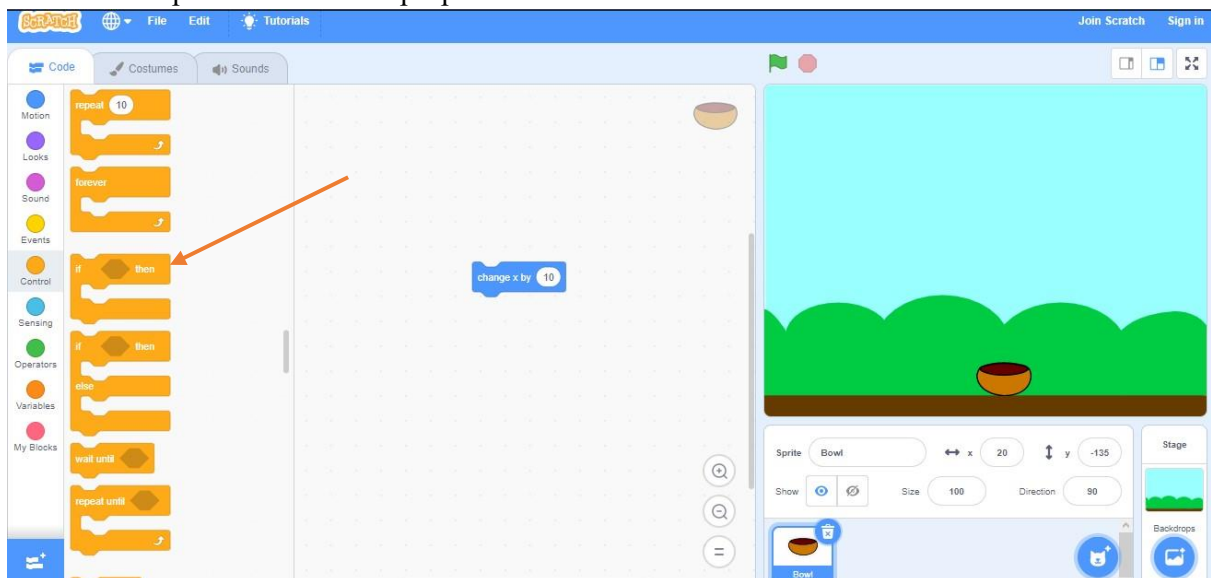 SCRATCH File Edit Tutorials Join Scratch Sign in
Code Costumes Sounds
Motion
Looks
Sound
Events
Control
Sensing
Operators
Variables
My Blocks
repeat 10
forever
if then
if then
else
wait until
repeat until
change x by 10
Sprite Bowl x 20 y -135
Show Size 100 Direction 90
Bowl
Stage
Backdrops